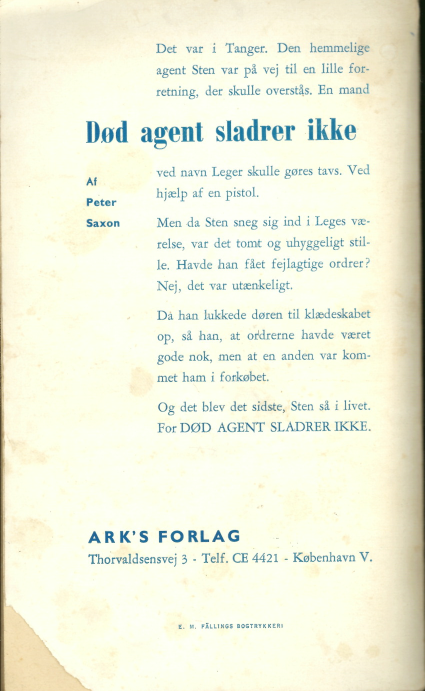 Det var i Tanger. Den hemmelige
agent Sten var på vej til en lille for-
retning, der skulle overstås. En mand
Død agent sladrer ikke
Af
Peter
Saxon
ved navn Leger skulle gøres tavs. Ved
hjælp af en pistol.
Men da Sten sneg sig ind i Leges væ-
relse, var det tomt og uhyggeligt stil-
le. Havde han fået fejlagtige ordrer?
Nej, det var utænkeligt.
Da han lukkede døren til klædeskabet
op, så han, at ordrerne havde været
gode nok, men at en anden var kom-
met ham i forkøbet.
Og det blev det sidste, Sten så i livet.
For DØD AGENT SLADRER IKKE.
ARK'S FORLAG
Thorvaldsensvej 3 - Telf. CE 4421 - København V.
E. M. FÄLLINGS BOGTRYKKERI